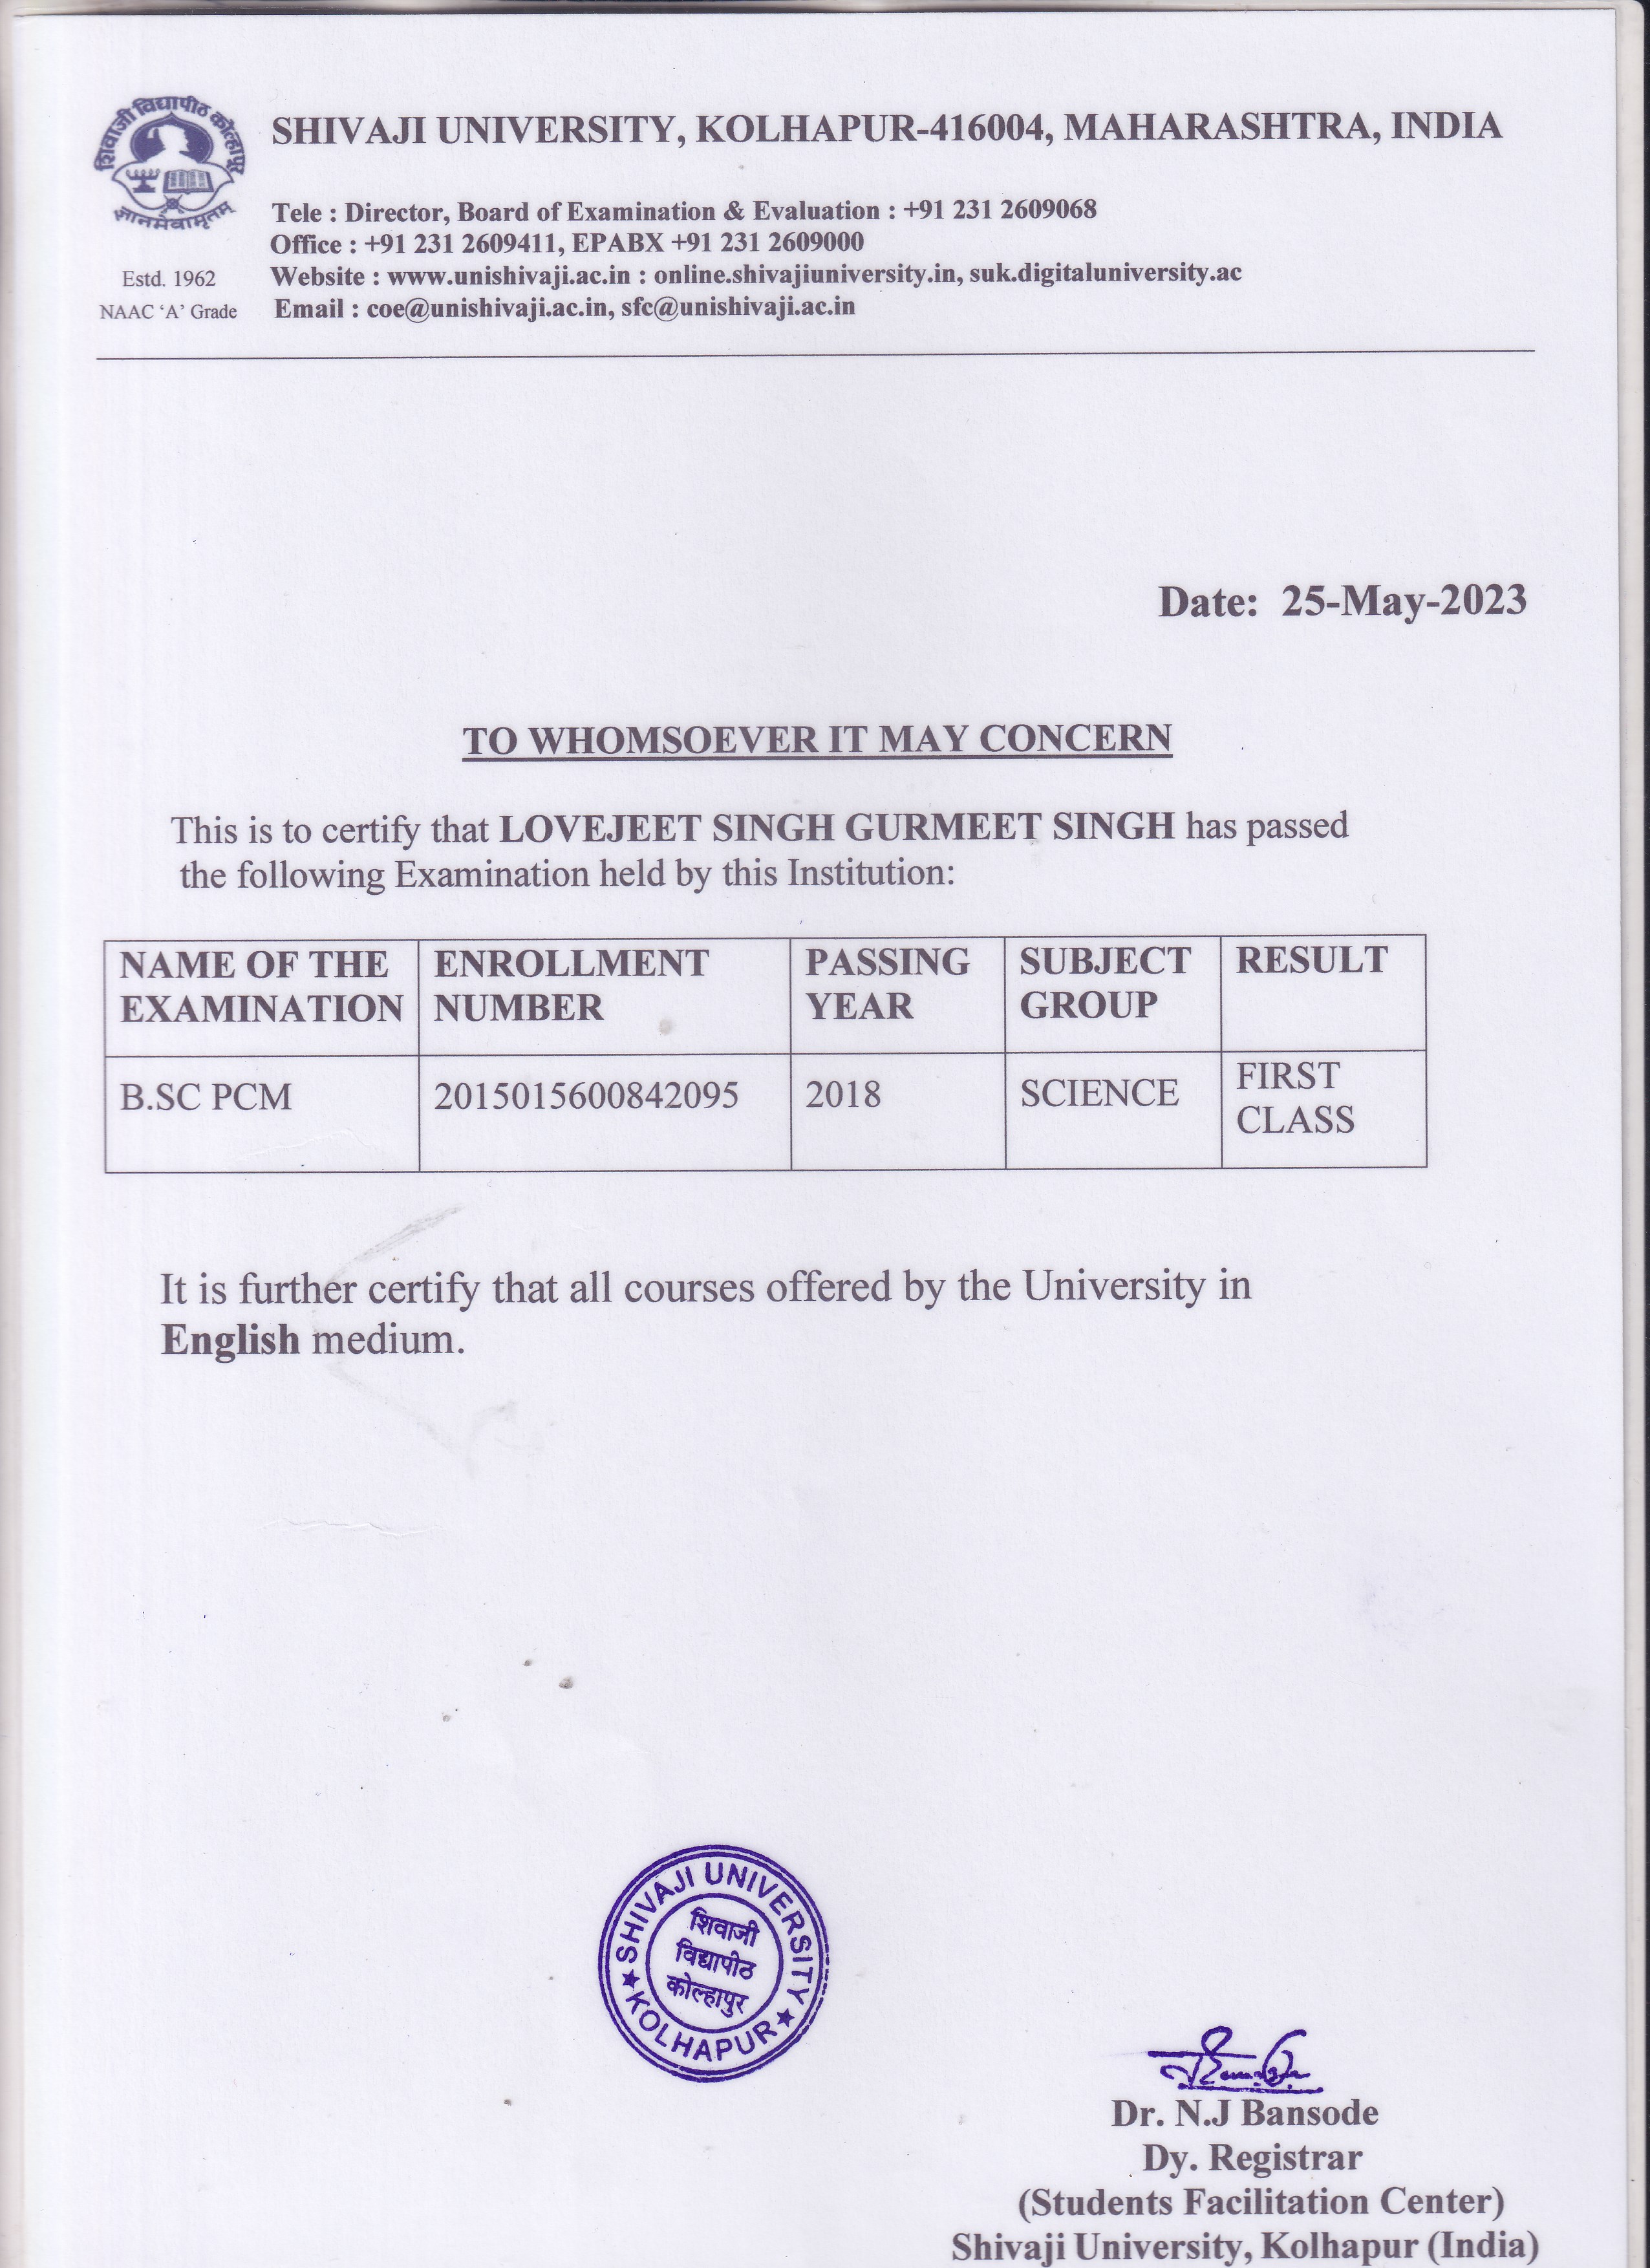 शिवाजी विद्यापीठ कोल्हापूर
ज्ञानमेवामृतम्
Estd. 1962
NAAC ‘A’ Grade
SHIVAJI UNIVERSITY, KOLHAPUR-416004, MAHARASHTRA, INDIA
Tele : Director, Board of Examination & Evaluation : +91 231 2609068
Office : +91 231 2609411, EPABX +91 231 2609000
Website : www.unishivaji.ac.in : online.shivajiuniversity.in, suk.digitaluniversity.ac
Email : coe@unishivaji.ac.in, sfc@unishivaji.ac.in
Date: 25-May-2023
TO WHOMSOEVER IT MAY CONCERN
This is to certify that LOVEJEET SINGH GURMEET SINGH has passed
the following Examination held by this Institution:
NAME OF THE EXAMINATION ENROLLMENT NUMBER PASSING YEAR SUBJECT GROUP RESULT
B.SC PCM 2015015600842095 2018 SCIENCE FIRST CLASS
It is further certify that all courses offered by the University in
English medium.
SHIVAJI UNIVERSITY
शिवाजी
विद्यापीठ
कोल्हापुर
★ KOLHAPUR ★
Dr. N.J Bansode
Dy. Registrar
(Students Facilitation Center)
Shivaji University, Kolhapur (India)